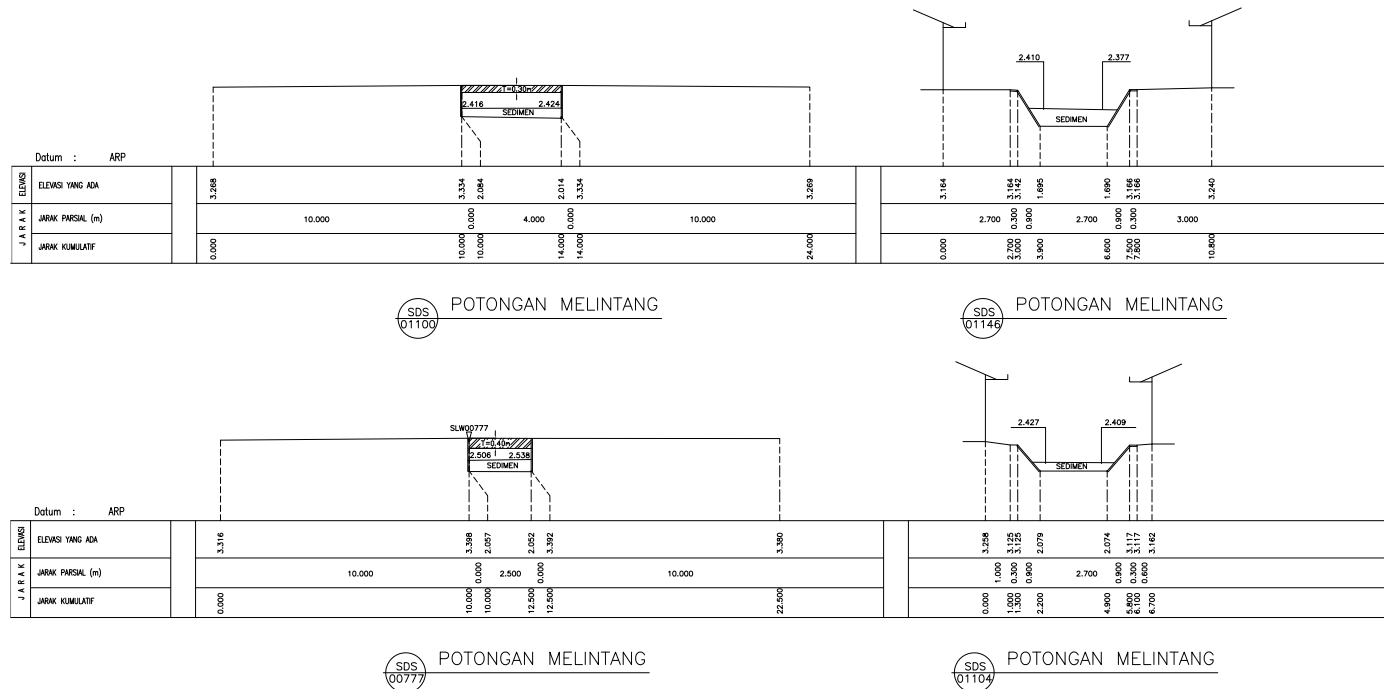 2.410 2.377
T=0.30m
2.416 2.424
SEDIMEN
SEDIMEN
Datum : ARP
ELEVASI
ELEVASI YANG ADA
3.268 3.334 2.084 2.014 3.334 3.269
3.164 3.164 3.142 1.695 1.690 3.166 3.166 3.240
JARAK
JARAK PARSIAL (m)
10.000 0.000 4.000 0.000 10.000
2.700 0.300 0.900 2.700 0.900 0.300 3.000
JARAK KUMULATIF
0.000 10.000 10.000 14.000 14.000 24.000
0.000 2.700 3.000 3.900 6.600 7.500 7.800 10.800
SDS
01100
POTONGAN MELINTANG
SDS
01146
POTONGAN MELINTANG
SLW00777
T=0.40m
2.506 2.538
SEDIMEN
2.427 2.409
SEDIMEN
Datum : ARP
ELEVASI
ELEVASI YANG ADA
3.316 3.398 2.057 2.052 3.392 3.380
3.258 3.125 3.125 2.079 2.074 3.117 3.117 3.162
JARAK
JARAK PARSIAL (m)
10.000 0.000 2.500 0.000 10.000
1.000 0.300 0.900 2.700 0.900 0.300 0.600
JARAK KUMULATIF
0.000 10.000 10.000 12.500 12.500 22.500
0.000 1.000 1.300 2.200 4.900 5.800 6.100 6.700
SDS
00777
POTONGAN MELINTANG
SDS
01104
POTONGAN MELINTANG